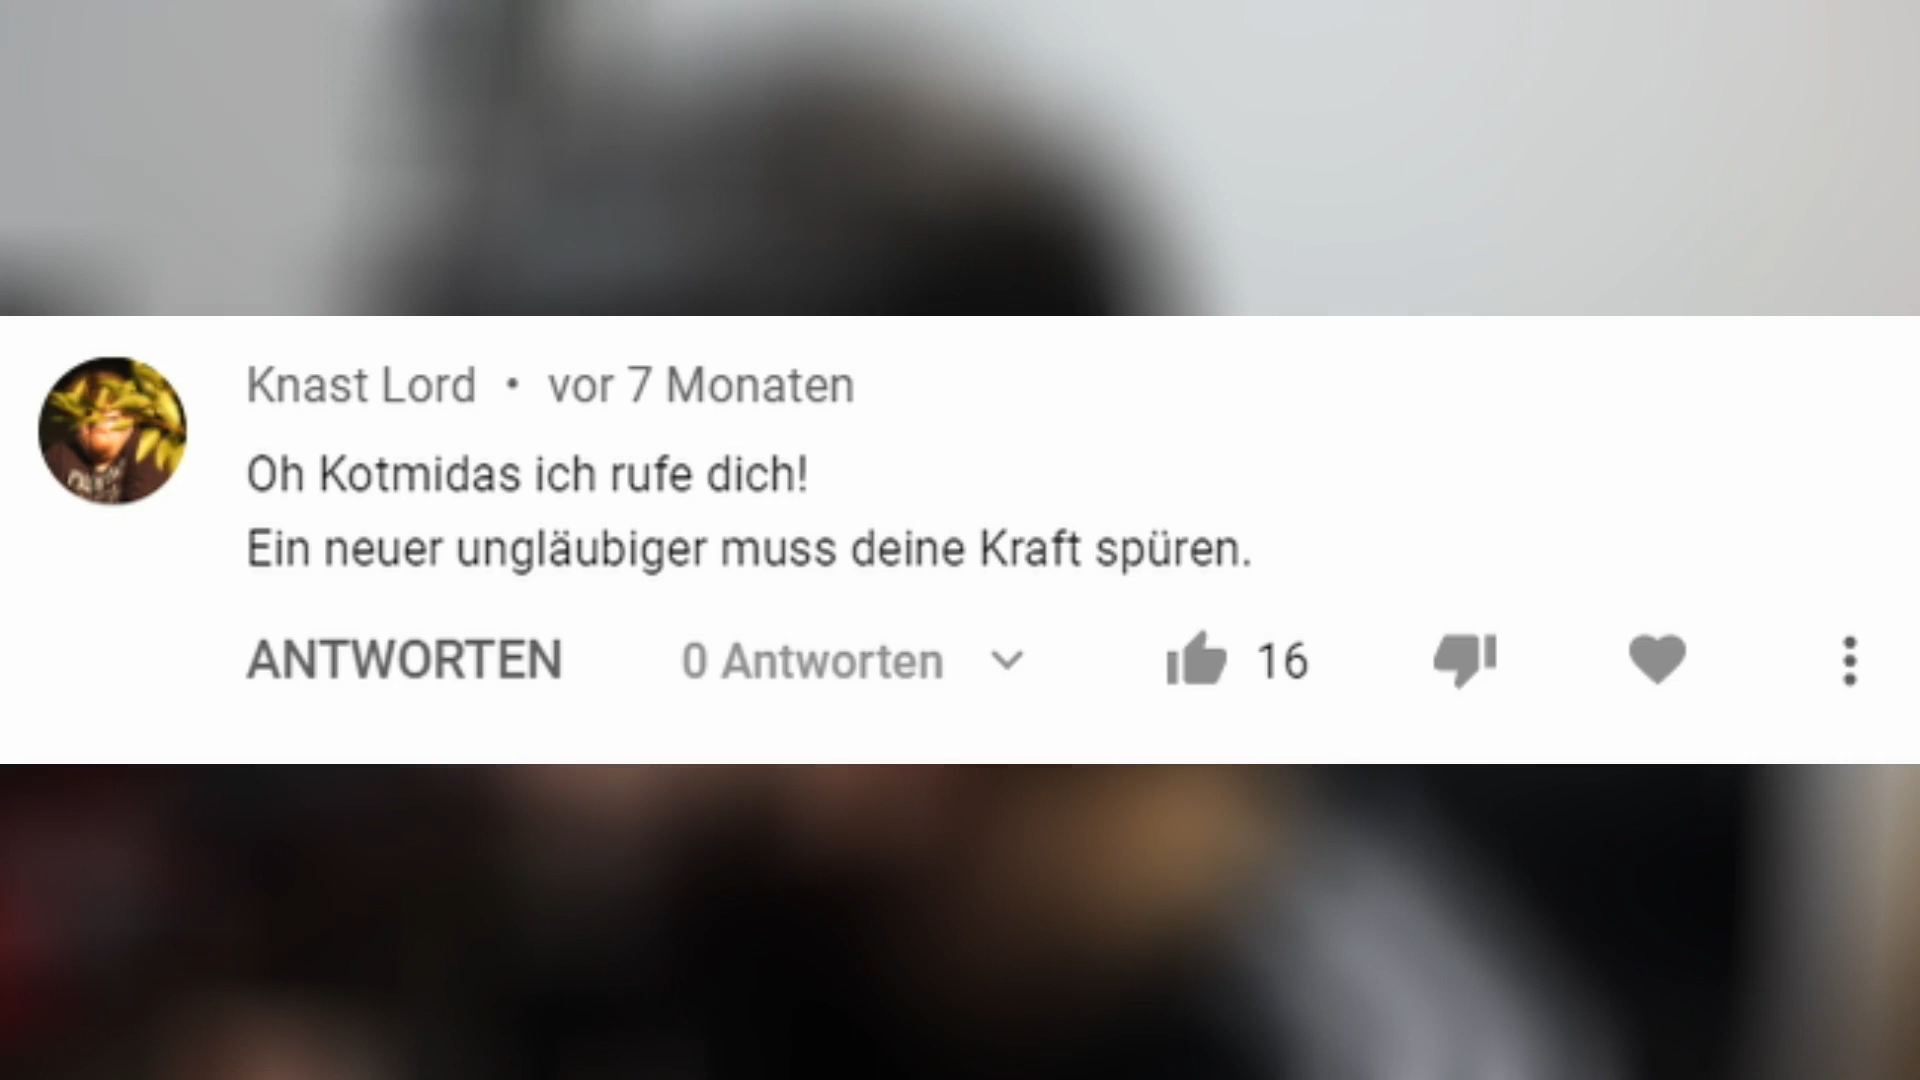 Knast Lord • vor 7 Monaten
Oh Kotmidas ich rufe dich!
Ein neuer ungläubiger muss deine Kraft spüren.
ANTWORTEN 0 Antworten 16